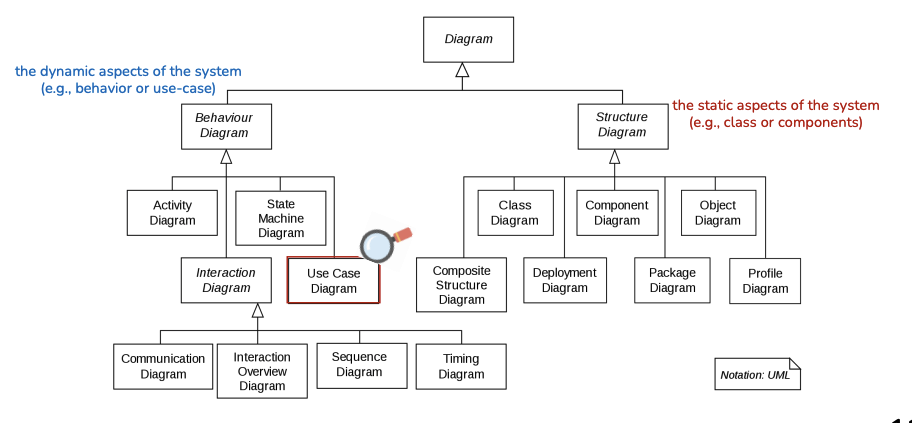 Diagram
the dynamic aspects of the system
(e.g., behavior or use-case)
Behaviour
Diagram
Structure
Diagram
the static aspects of the system
(e.g., class or components)
Activity
Diagram
State
Machine
Diagram
Class
Diagram
Component
Diagram
Object
Diagram
Interaction
Diagram
Use Case
Diagram
Composite
Structure
Diagram
Deployment
Diagram
Package
Diagram
Profile
Diagram
Communication
Diagram
Interaction
Overview
Diagram
Sequence
Diagram
Timing
Diagram
Notation: UML